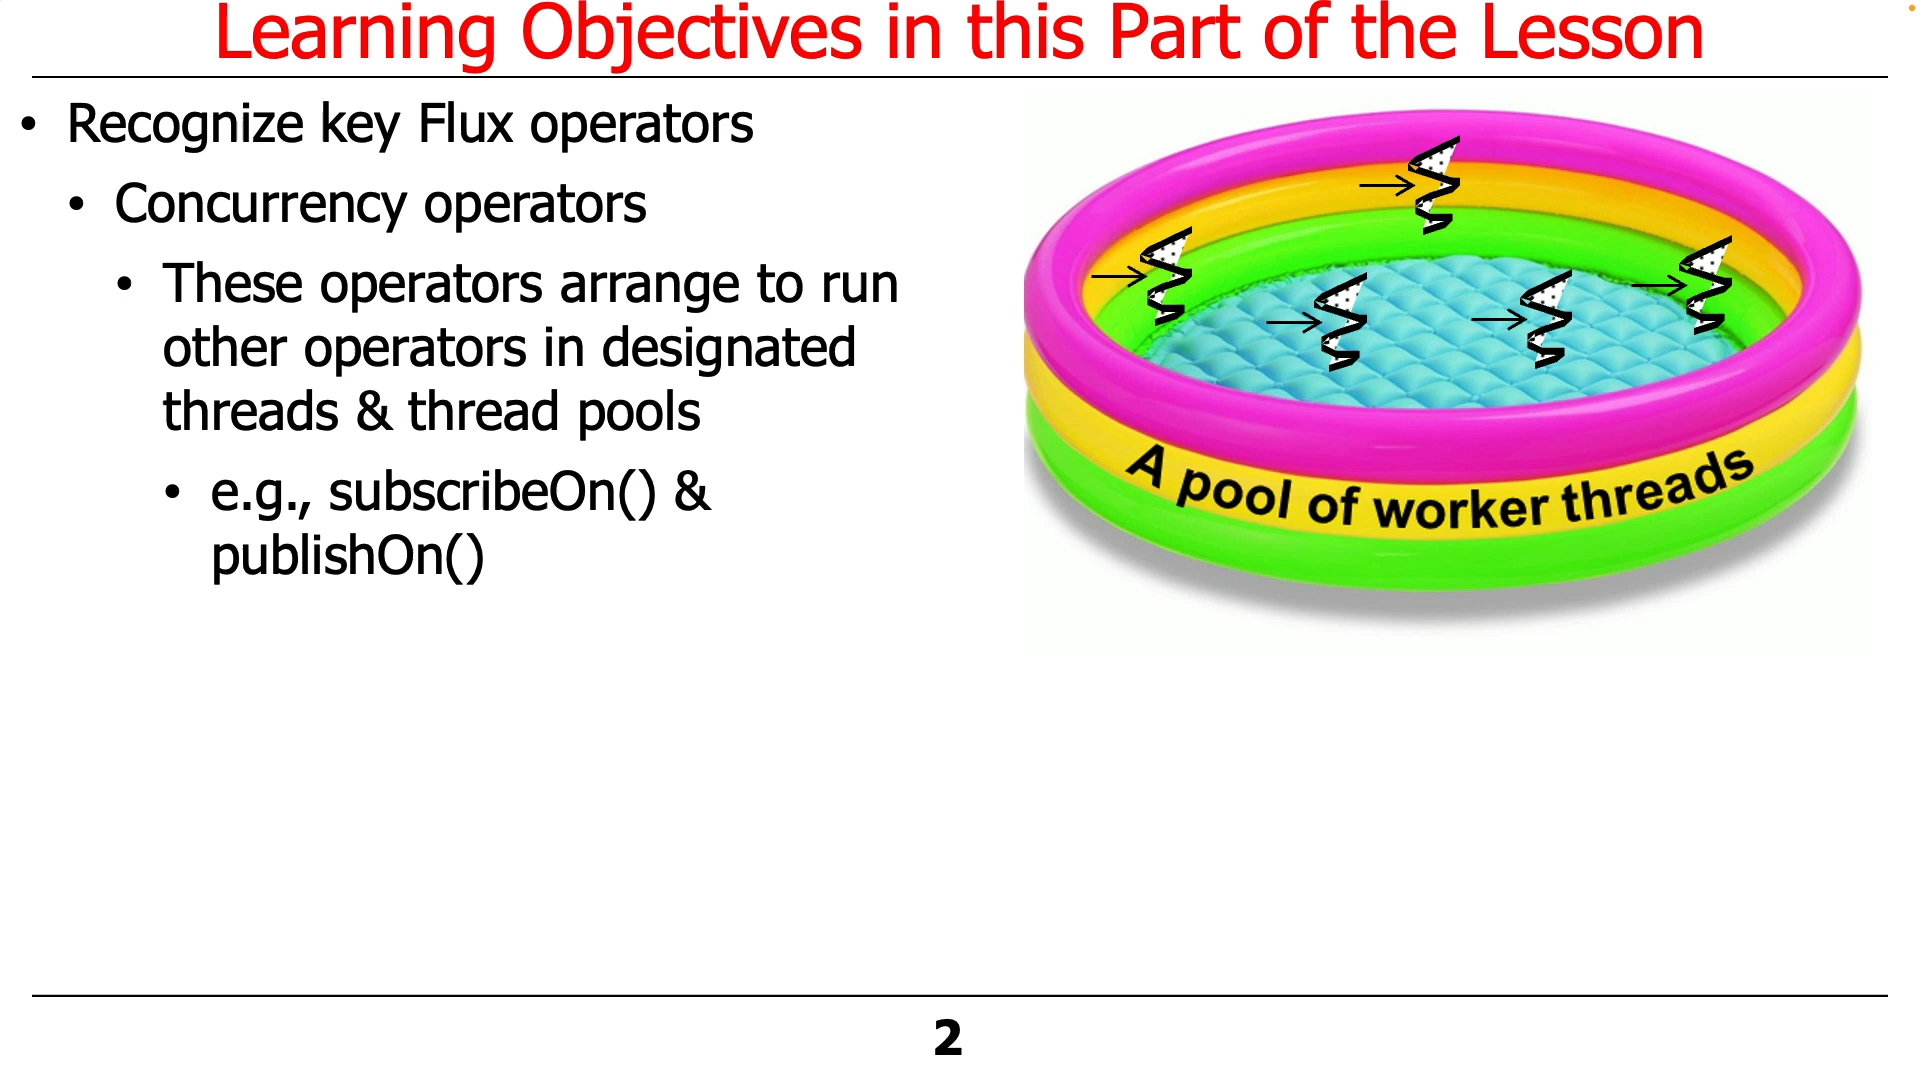 Learning Objectives in this Part of the Lesson
• Recognize key Flux operators
• Concurrency operators
• These operators arrange to run
other operators in designated
threads & thread pools
• e.g., subscribeOn() &
publishOn()
A pool of worker threads
2